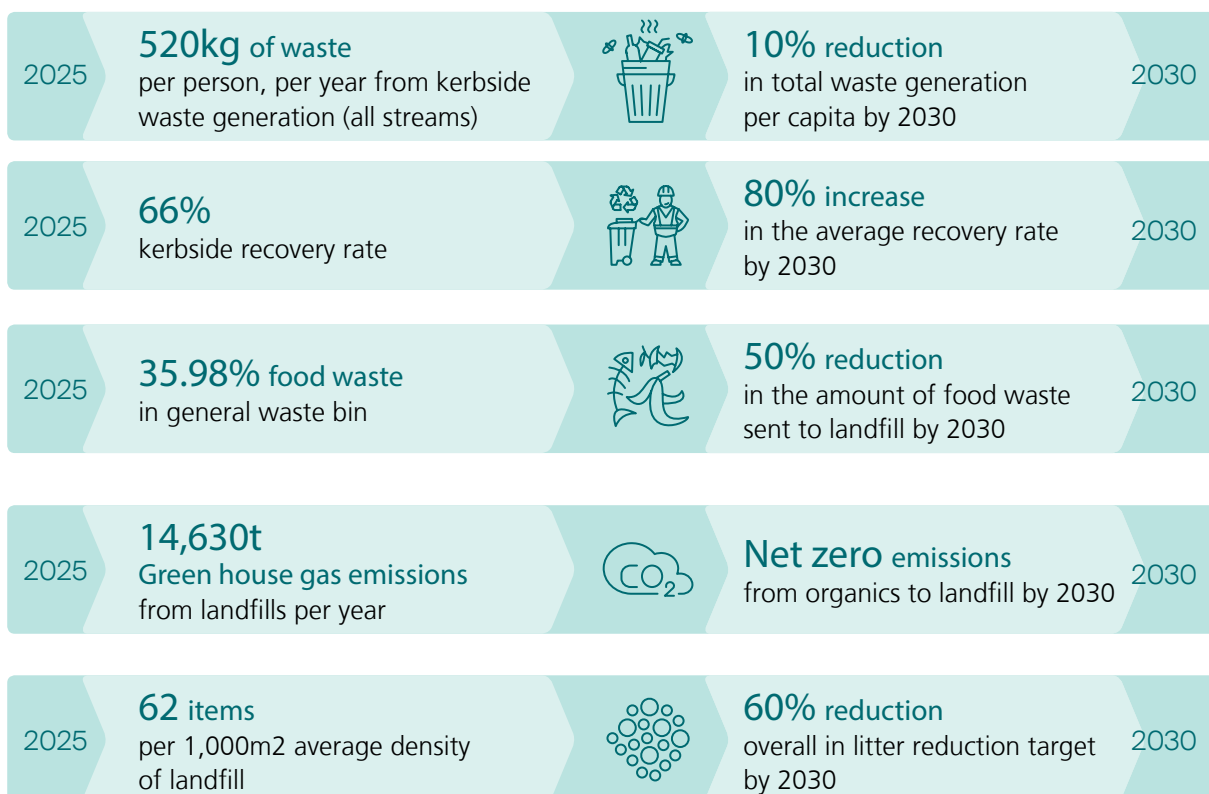 2025
520kg of waste
per person, per year from kerbside
waste generation (all streams)
10% reduction
in total waste generation
per capita by 2030
2030
2025
66%
kerbside recovery rate
80% increase
in the average recovery rate
by 2030
2030
2025
35.98% food waste
in general waste bin
50% reduction
in the amount of food waste
sent to landfill by 2030
2030
2025
14,630t
Green house gas emissions
from landfills per year
CO2
Net zero emissions
from organics to landfill by 2030
2030
2025
62 items
per 1,000m2 average density
of landfill
60% reduction
overall in litter reduction target
by 2030
2030